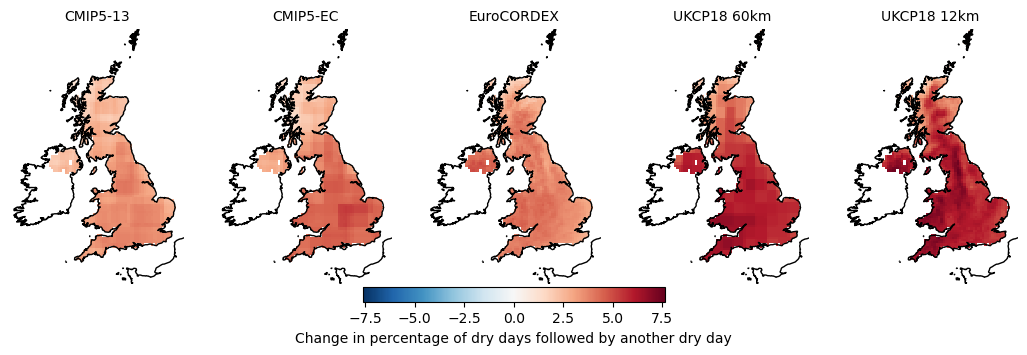 CMIP5-13 CMIP5-EC EuroCORDEX UKCP18 60km UKCP18 12km
−7.5 −5.0 −2.5 0.0 2.5 5.0 7.5
Change in percentage of dry days followed by another dry day